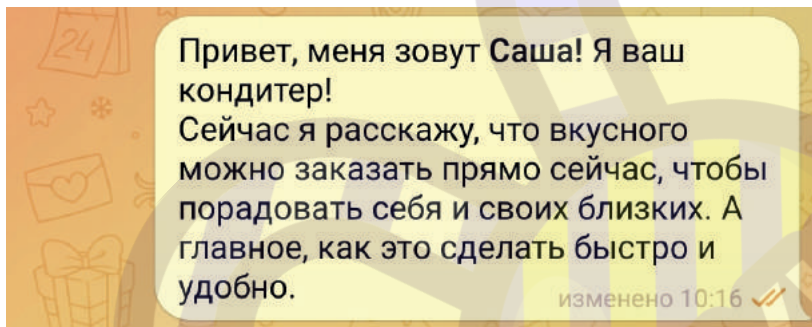 24
Привет, меня зовут Саша! Я ваш
кондитер!
Сейчас я расскажу, что вкусного
можно заказать прямо сейчас, чтобы
порадовать себя и своих близких. А
главное, как это сделать быстро и
удобно.
изменено 10:16